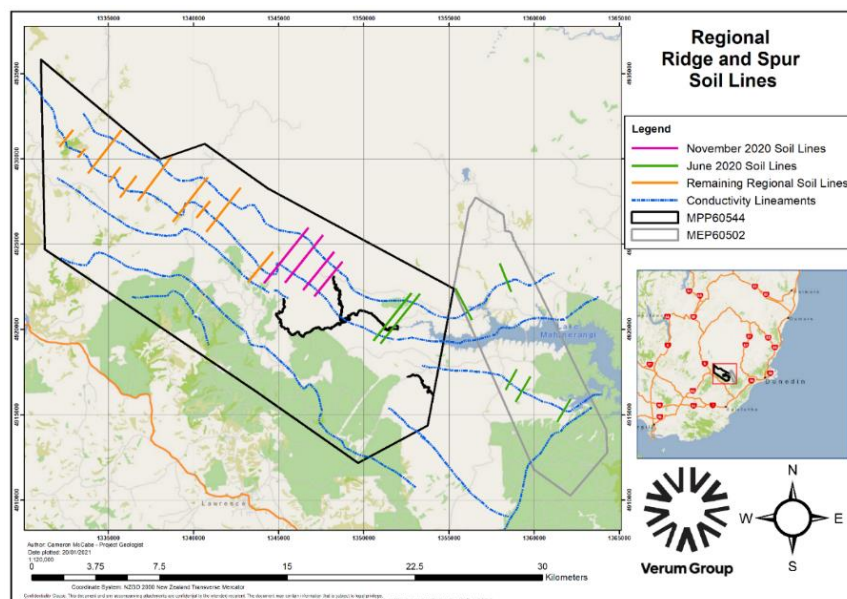 Regional
Ridge and Spur
Soil Lines
Legend
November 2020 Soil Lines
June 2020 Soil Lines
Remaining Regional Soil Lines
Conductivity Lineaments
MPP60544
MEP60502
1335000 1340000 1345000 1350000 1355000 1360000 1365000
Lake
Mahinerangi
Lawrence
Dunedin
N
W E
S
Verum Group
Author: Cameron McCabe - Project Geologist
Date plotted: 20/01/2021
1:120,000
0 3.75 7.5 15 22.5 30
Kilometers
Coordinate System: NZGD 2000 New Zealand Transverse Mercator